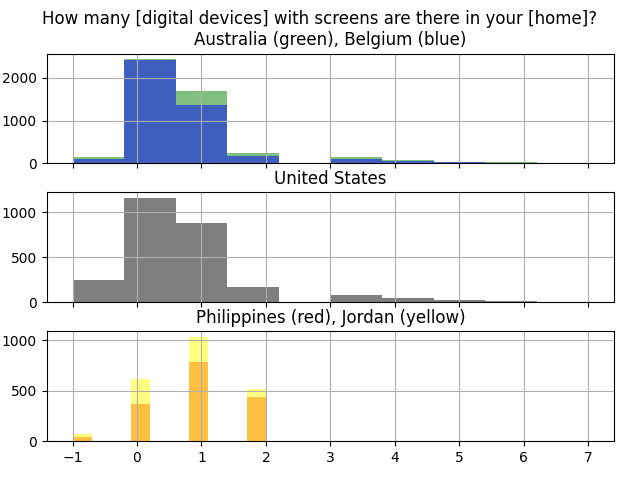 How many [digital devices] with screens are there in your [home]?
Australia (green), Belgium (blue)
2000
1000
0
United States
1000
500
0
Philippines (red), Jordan (yellow)
1000
500
0
−1 0 1 2 3 4 5 6 7